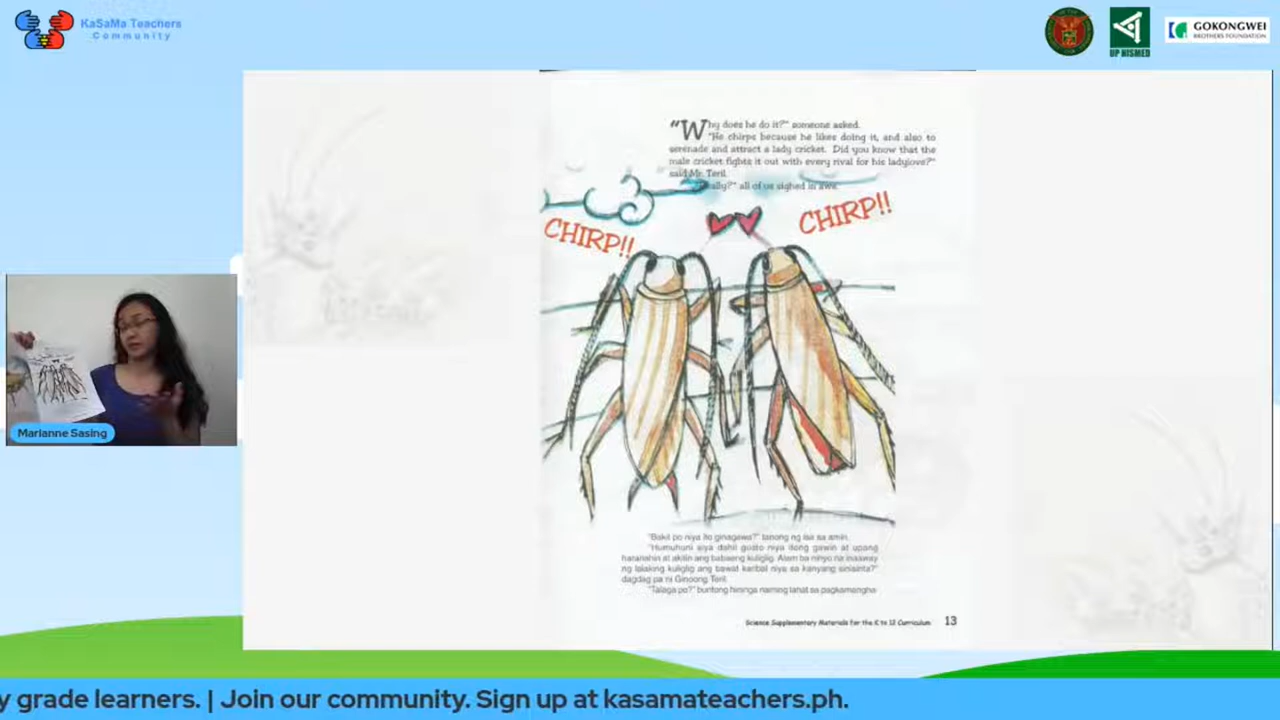 KaSaMa Teachers
Community
UP NISMED
GOKONGWEI
BROTHERS FOUNDATION
"Why does he do it?" someone asked.
"He chirps because he likes doing it, and also to
serenade and attract a lady cricket. Did you know that the
male cricket fights it out with every rival for his ladylove?"
said Mr. Teril.
all of us sighed in awe.
CHIRP!!
CHIRP!!
Marianne Sasing
"Bakit po niya ito ginagawa?" tanong ng isa sa amin.
"Humuhuni siya dahil gusto niya itong gawin at upang
haranahin at akitin ang babaeng kuliglig. Alam ba ninyo na inaaway
ng lalaking kuliglig ang bawat karibal niya sa kanyang sinisinta?"
dagdag pa ni Ginoong Teril.
"Talaga po?" buntong hininga naming lahat sa pagkamangha
Science Supplementary Materials for the K to 12 Curriculum 13
y grade learners. | Join our community. Sign up at kasamateachers.ph.